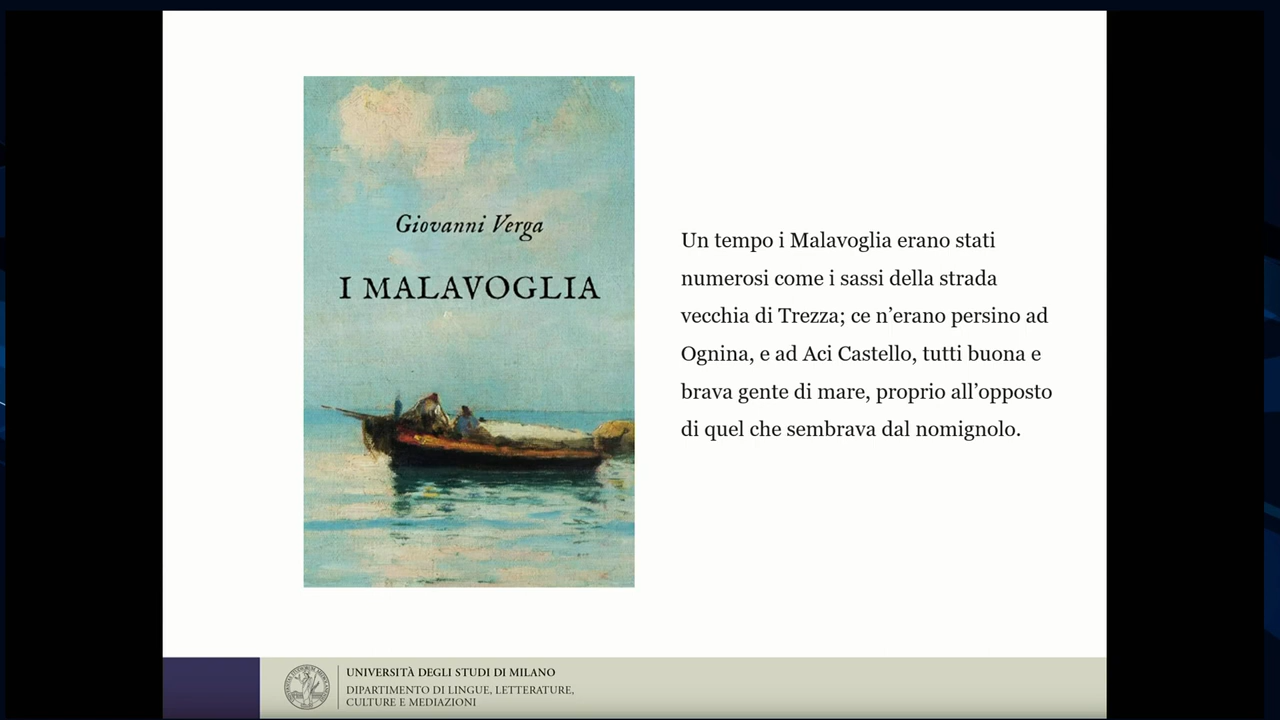 Giovanni Verga
I MALAVOGLIA
Un tempo i Malavoglia erano stati
numerosi come i sassi della strada
vecchia di Trezza; ce n’erano persino ad
Ognina, e ad Aci Castello, tutti buona e
brava gente di mare, proprio all’opposto
di quel che sembrava dal nomignolo.
UNIVERSITÀ DEGLI STUDI DI MILANO
DIPARTIMENTO DI LINGUE, LETTERATURE,
CULTURE E MEDIAZIONI